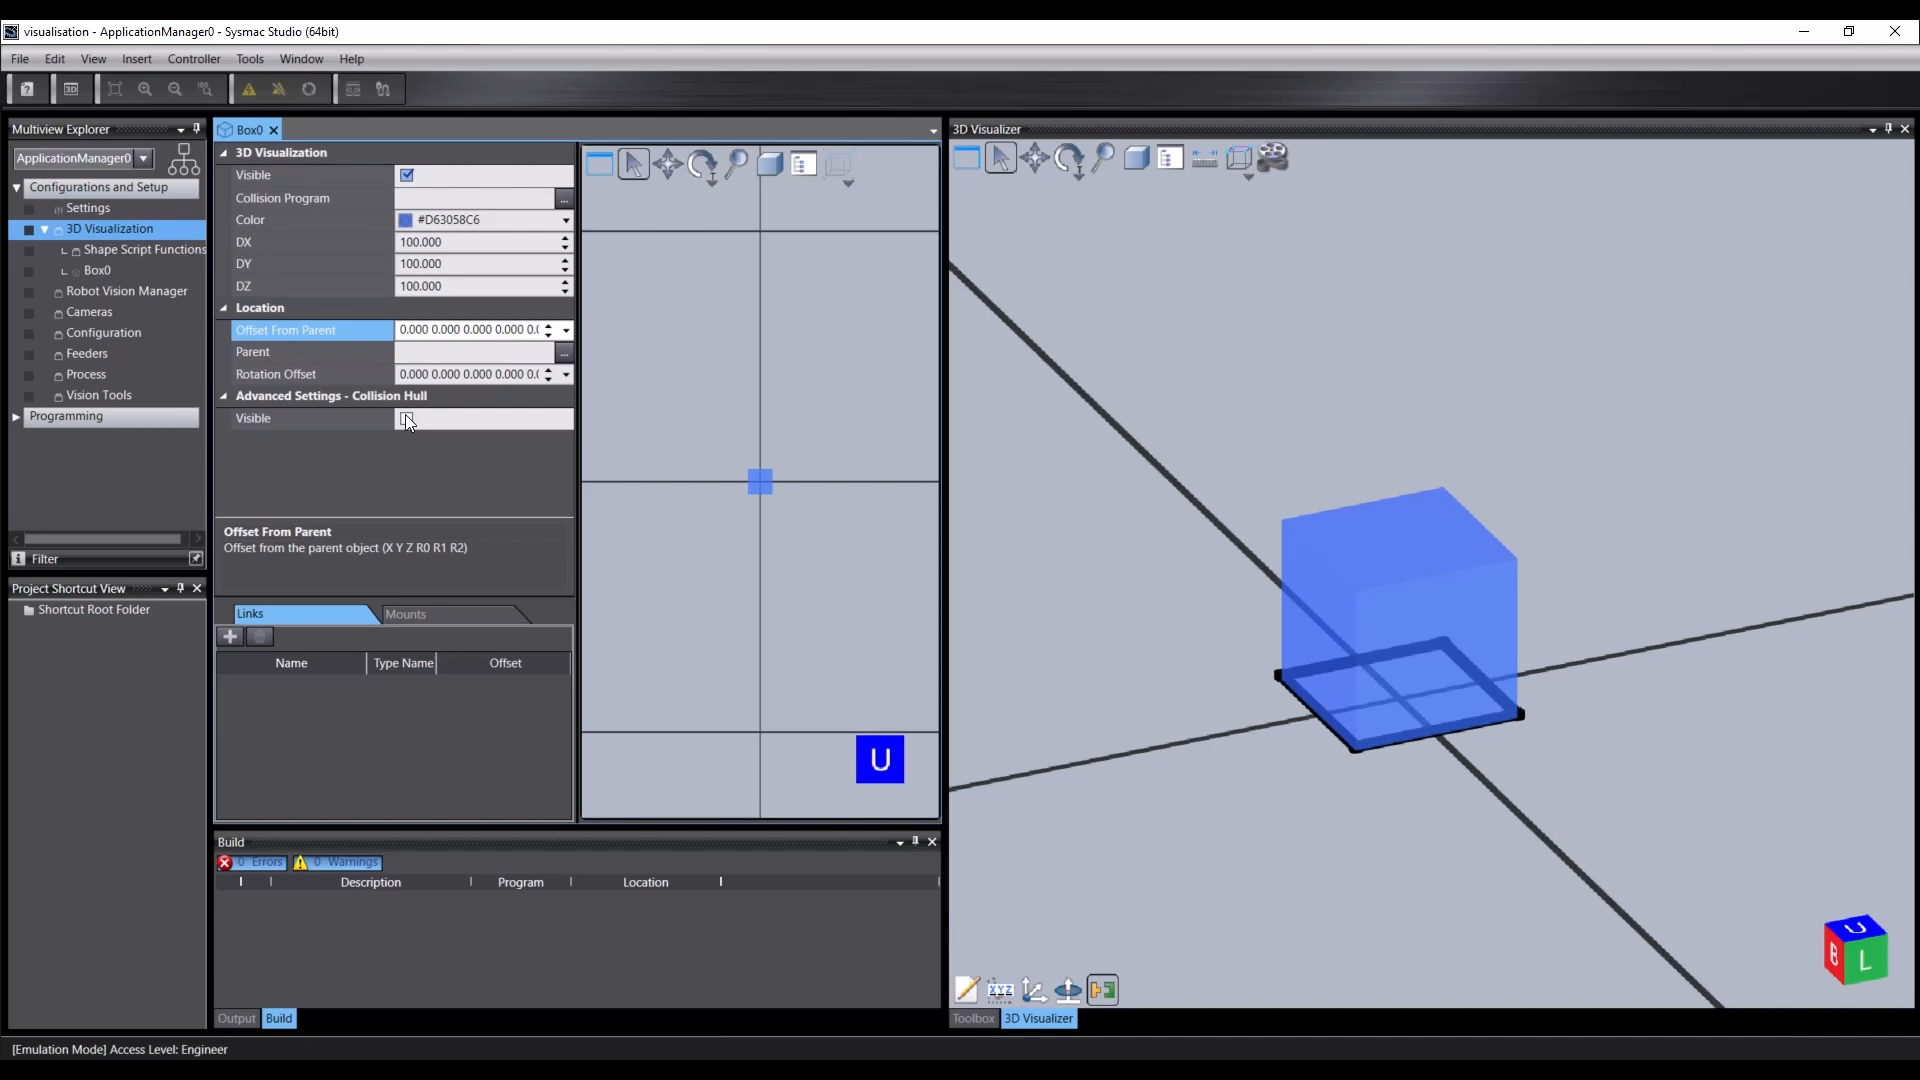 visualisation - ApplicationManager0 - Sysmac Studio (64bit)
File Edit View Insert Controller Tools Window Help
3D
Multiview Explorer
ApplicationManager0
Configurations and Setup
Settings
3D Visualization
Shape Script Functions
Box0
Robot Vision Manager
Cameras
Configuration
Feeders
Process
Vision Tools
Programming
Filter
Project Shortcut View
Shortcut Root Folder
Box0
3D Visualization
Visible
Collision Program ...
Color #D63058C6
DX 100.000
DY 100.000
DZ 100.000
Location
Offset From Parent 0.000 0.000 0.000 0.000 0.(
Parent ...
Rotation Offset 0.000 0.000 0.000 0.000 0.(
Advanced Settings - Collision Hull
Visible
Offset From Parent
Offset from the parent object (X Y Z R0 R1 R2)
Links Mounts
Name Type Name Offset
U
Build
0 Errors 0 Warnings
Description Program Location
Output Build
3D Visualizer
U
B L
XYZ
Toolbox 3D Visualizer
[Emulation Mode] Access Level: Engineer